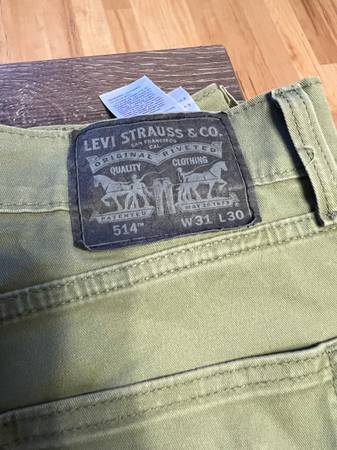 LEVI STRAUSS & CO.
SAN FRANCISCO
CAL.
ORIGINAL RIVETED
QUALITY CLOTHING
PATENTED MAY 20 1873
514™ W31 L30